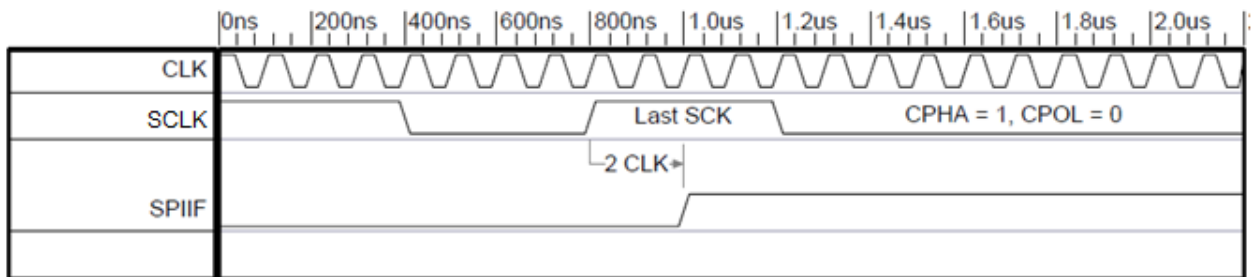 0ns 200ns 400ns 600ns 800ns 1.0us 1.2us 1.4us 1.6us 1.8us 2.0us
CLK
SCLK Last SCK CPHA = 1, CPOL = 0
2 CLK
SPIIF